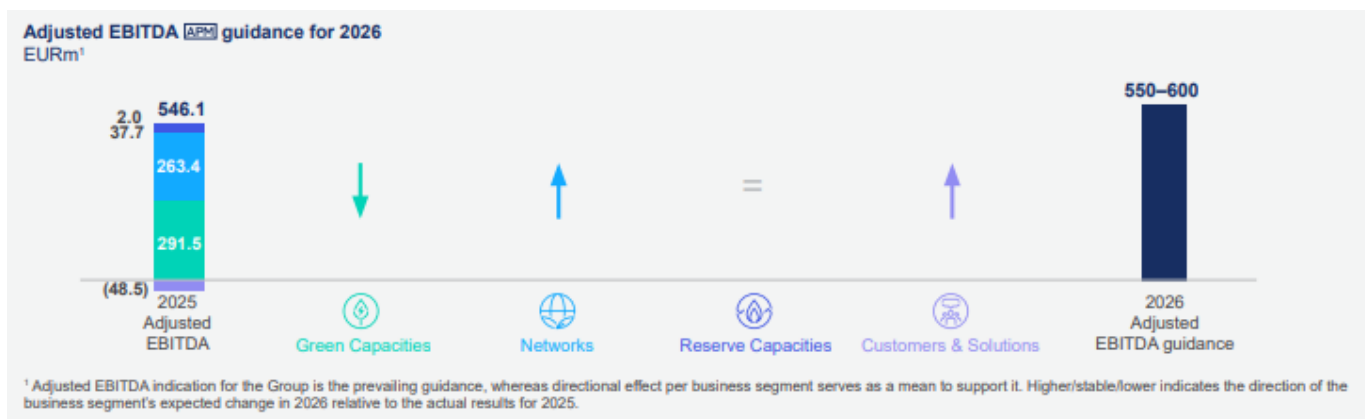 Adjusted EBITDA APM guidance for 2026
EURm¹
550–600
2.0 546.1
37.7
263.4
=
291.5
(48.5)
2025
Adjusted
EBITDA
Green Capacities
Networks
Reserve Capacities
Customers & Solutions
2026
Adjusted
EBITDA guidance
¹ Adjusted EBITDA indication for the Group is the prevailing guidance, whereas directional effect per business segment serves as a mean to support it. Higher/stable/lower indicates the direction of the
business segment's expected change in 2026 relative to the actual results for 2025.